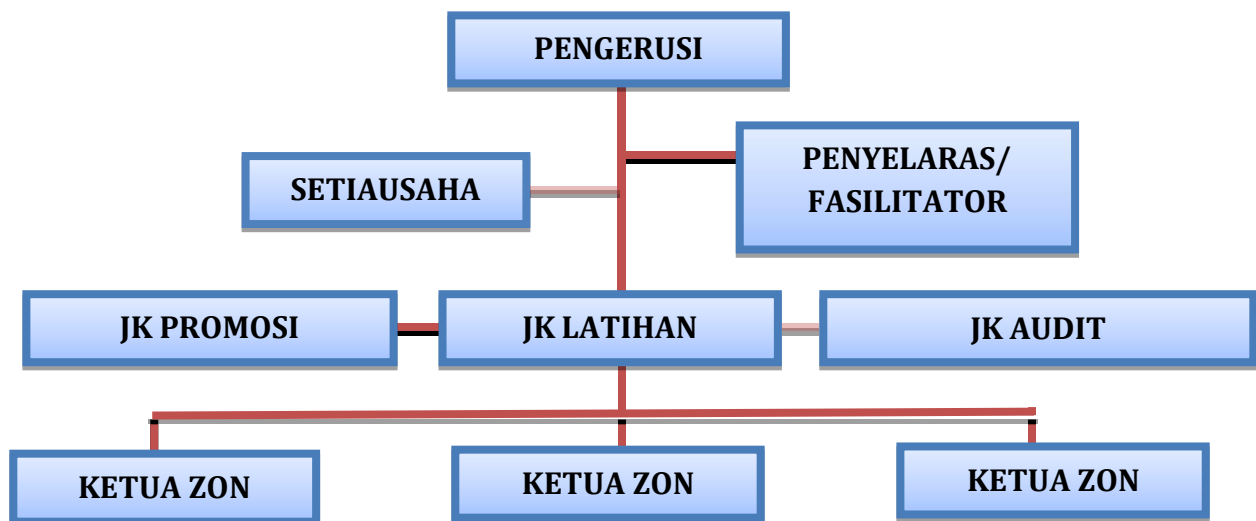 PENGERUSI
PENYELARAS/
FASILITATOR
SETIAUSAHA
JK PROMOSI
JK LATIHAN
JK AUDIT
KETUA ZON
KETUA ZON
KETUA ZON